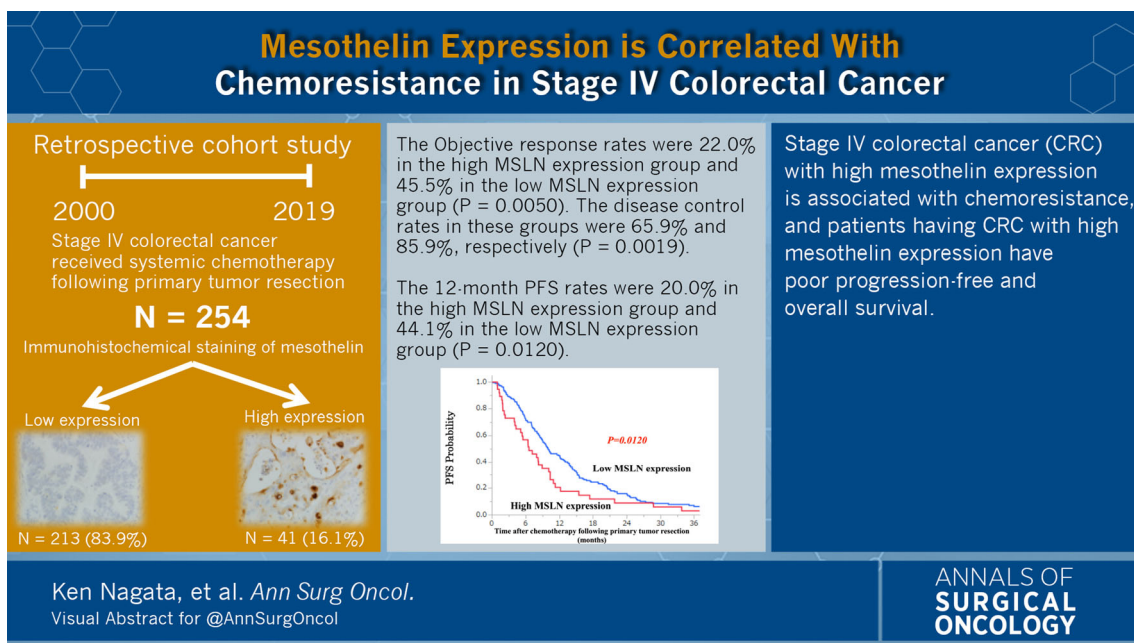 Mesothelin Expression is Correlated With
Chemoresistance in Stage IV Colorectal Cancer
Retrospective cohort study
2000 2019
Stage IV colorectal cancer
received systemic chemotherapy
following primary tumor resection
N = 254
Immunohistochemical staining of mesothelin
Low expression
High expression
N = 213 (83.9%)
N = 41 (16.1%)
The Objective response rates were 22.0%
in the high MSLN expression group and
45.5% in the low MSLN expression
group (P = 0.0050). The disease control
rates in these groups were 65.9% and
85.9%, respectively (P = 0.0019).
The 12-month PFS rates were 20.0% in
the high MSLN expression group and
44.1% in the low MSLN expression
group (P = 0.0120).
PFS Probability
1.0
0.8
0.6
0.4
0.2
0
P=0.0120
Low MSLN expression
High MSLN expression
0 6 12 18 24 30 36
Time after chemotherapy following primary tumor resection
(months)
Stage IV colorectal cancer (CRC)
with high mesothelin expression
is associated with chemoresistance,
and patients having CRC with high
mesothelin expression have
poor progression-free and
overall survival.
Ken Nagata, et al. Ann Surg Oncol.
Visual Abstract for @AnnSurgOncol
ANNALS OF
SURGICAL
ONCOLOGY